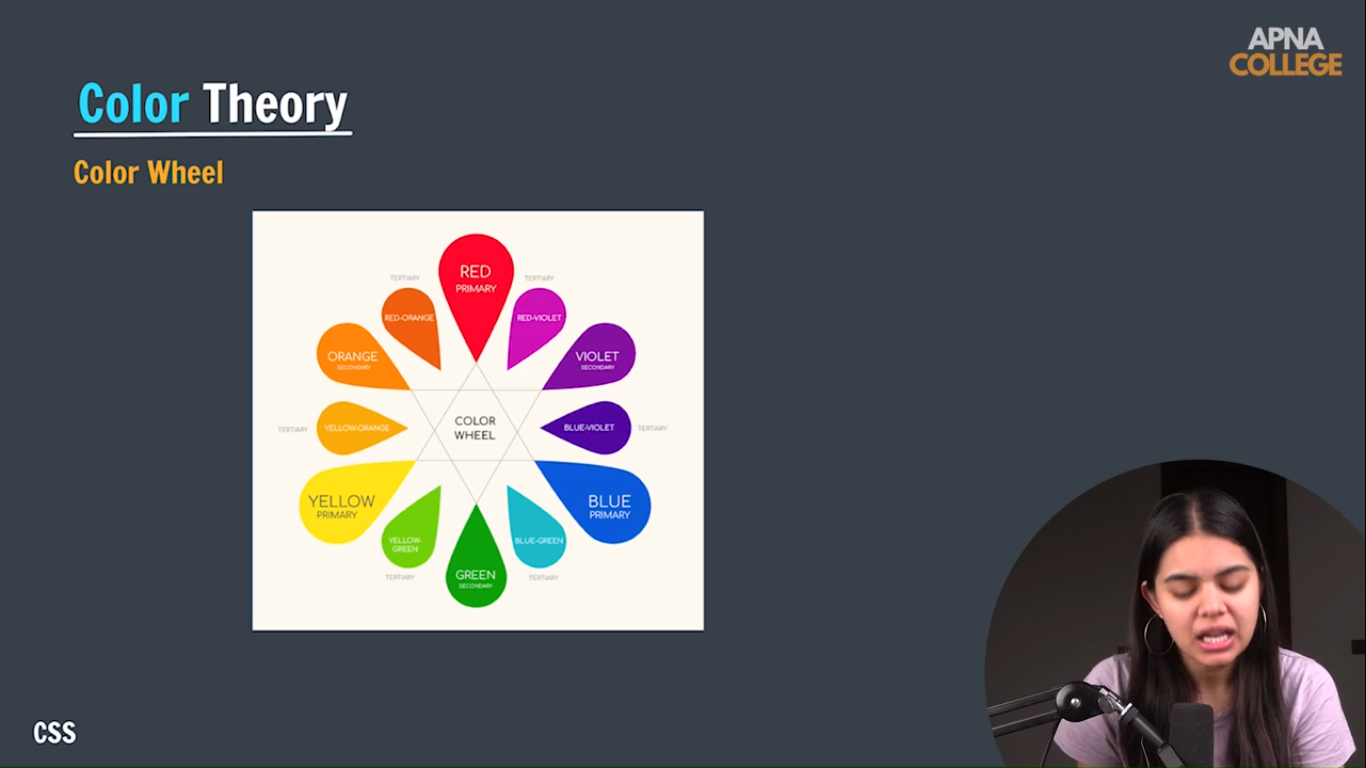 APNA
COLLEGE
Color Theory
Color Wheel
RED
PRIMARY
TERTIARY
TERTIARY
RED-ORANGE
RED-VIOLET
ORANGE
SECONDARY
VIOLET
SECONDARY
TERTIARY
YELLOW-ORANGE
COLOR
WHEEL
BLUE-VIOLET
TERTIARY
YELLOW
PRIMARY
BLUE
PRIMARY
YELLOW-
GREEN
BLUE-GREEN
TERTIARY
GREEN
SECONDARY
TERTIARY
CSS